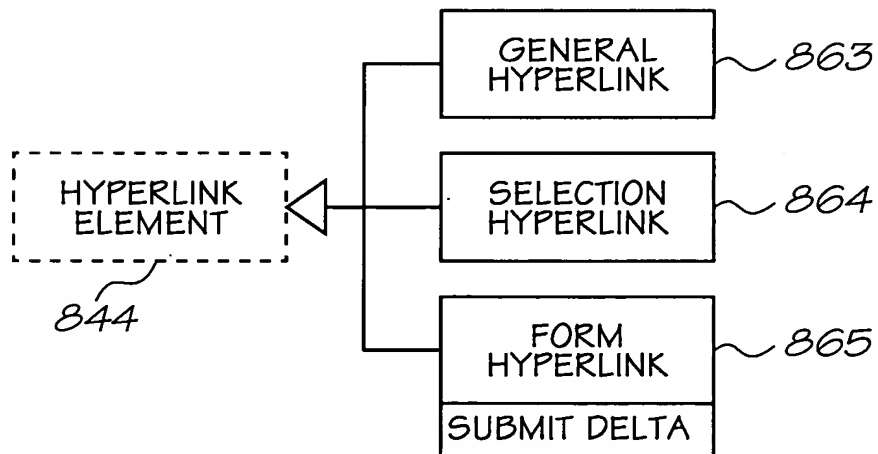 GENERAL
HYPERLINK
863
HYPERLINK
ELEMENT
844
SELECTION
HYPERLINK
864
FORM
HYPERLINK
865
SUBMIT DELTA